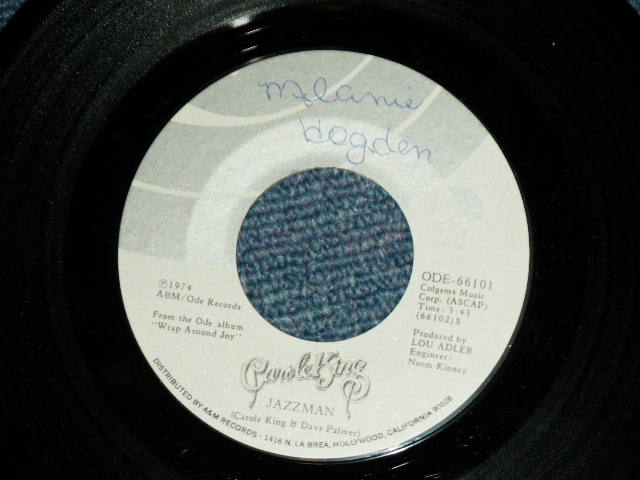 melanie
Hogden
℗1974
A&M/Ode Records
From the Ode album
"Wrap Around Joy"
ODE-66101
Colgems Music
Corp. (ASCAP)
Time: 3:43
(66102)S
Produced by
LOU ADLER
Engineer:
Norm Kinney
Carole King
JAZZMAN
(Carole King & Dave Palmer)
DISTRIBUTED BY A&M RECORDS - 1416 N. LA BREA, HOLLYWOOD, CALIFORNIA 90028